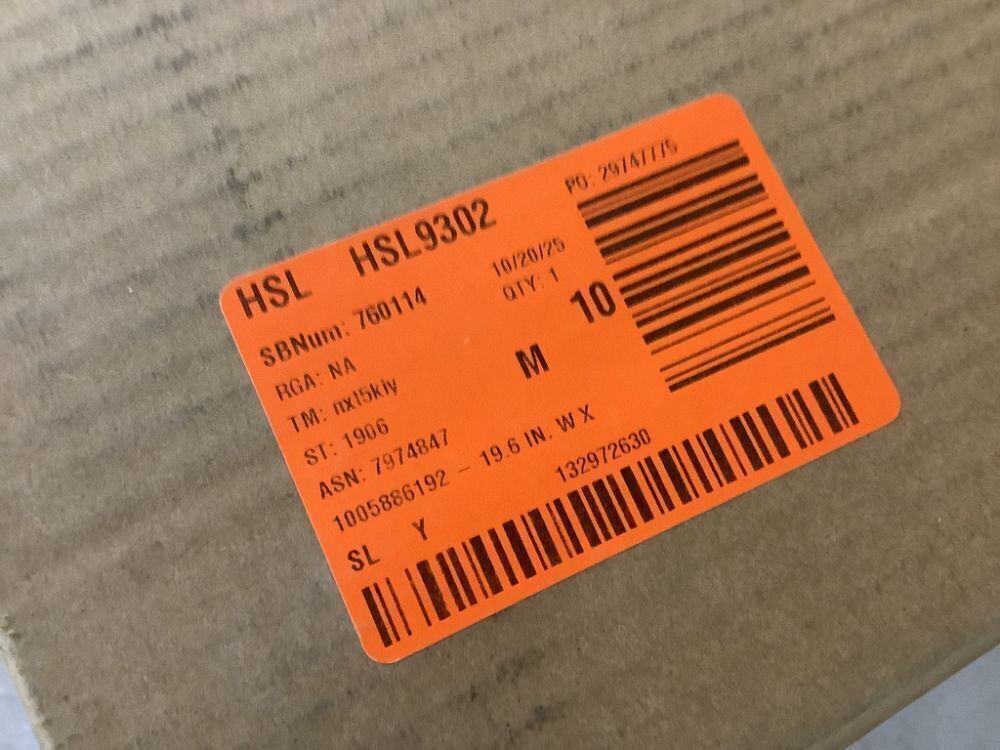 HSL HSL9302
PO: 29747775
SBNum: 760114
10/20/25
RGA: NA
QTY: 1
10
TM: nxl5kiy
M
ST: 1906
ASN: 7974847
1005886192 – 19.6 IN. W X
132972630
SL Y